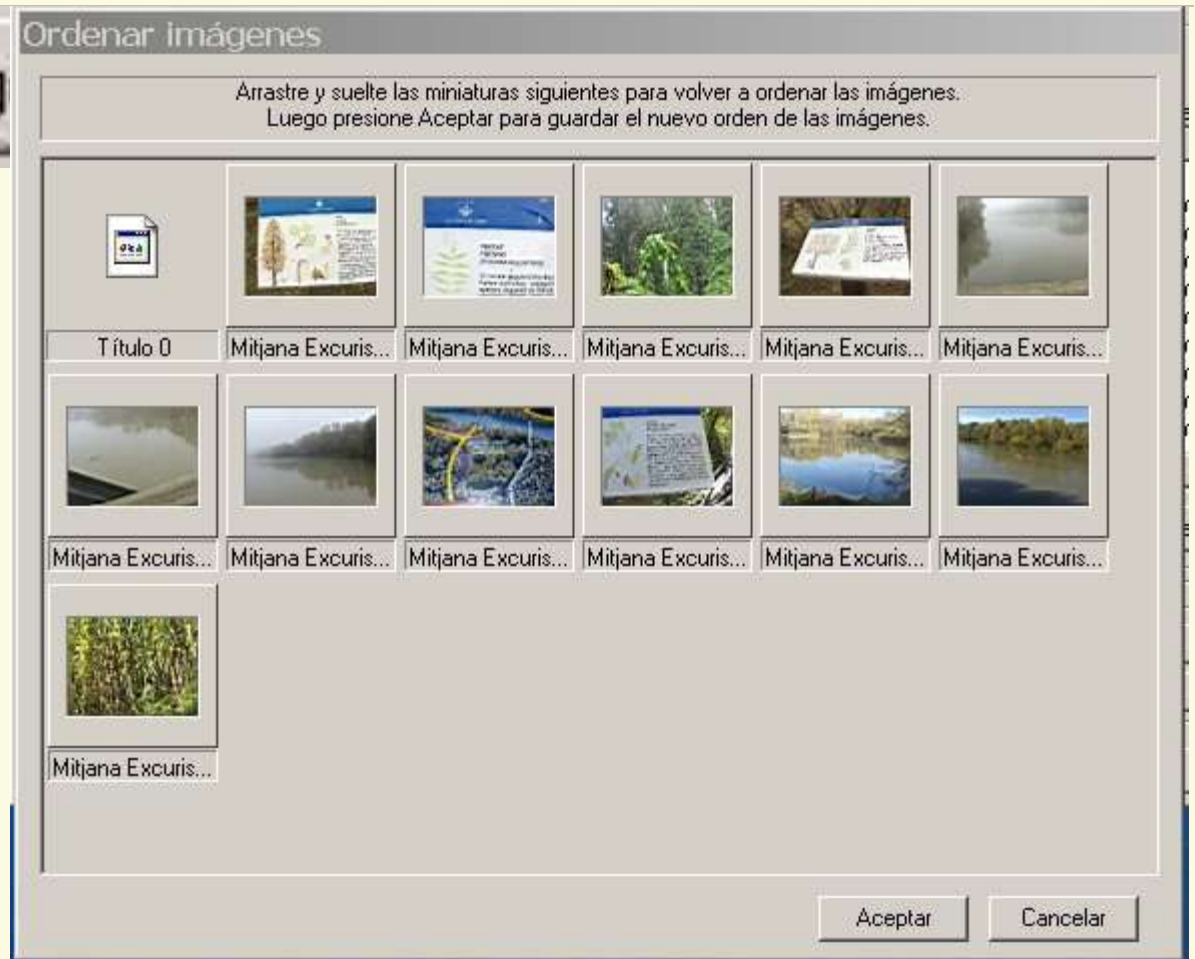 Ordenar imágenes
Arrastre y suelte las miniaturas siguientes para volver a ordenar las imágenes.
Luego presione Aceptar para guardar el nuevo orden de las imágenes.
Título 0
Mitjana Excuris...
Mitjana Excuris...
Mitjana Excuris...
Mitjana Excuris...
Mitjana Excuris...
Mitjana Excuris...
Mitjana Excuris...
Mitjana Excuris...
Mitjana Excuris...
Mitjana Excuris...
Mitjana Excuris...
Mitjana Excuris...
Aceptar
Cancelar